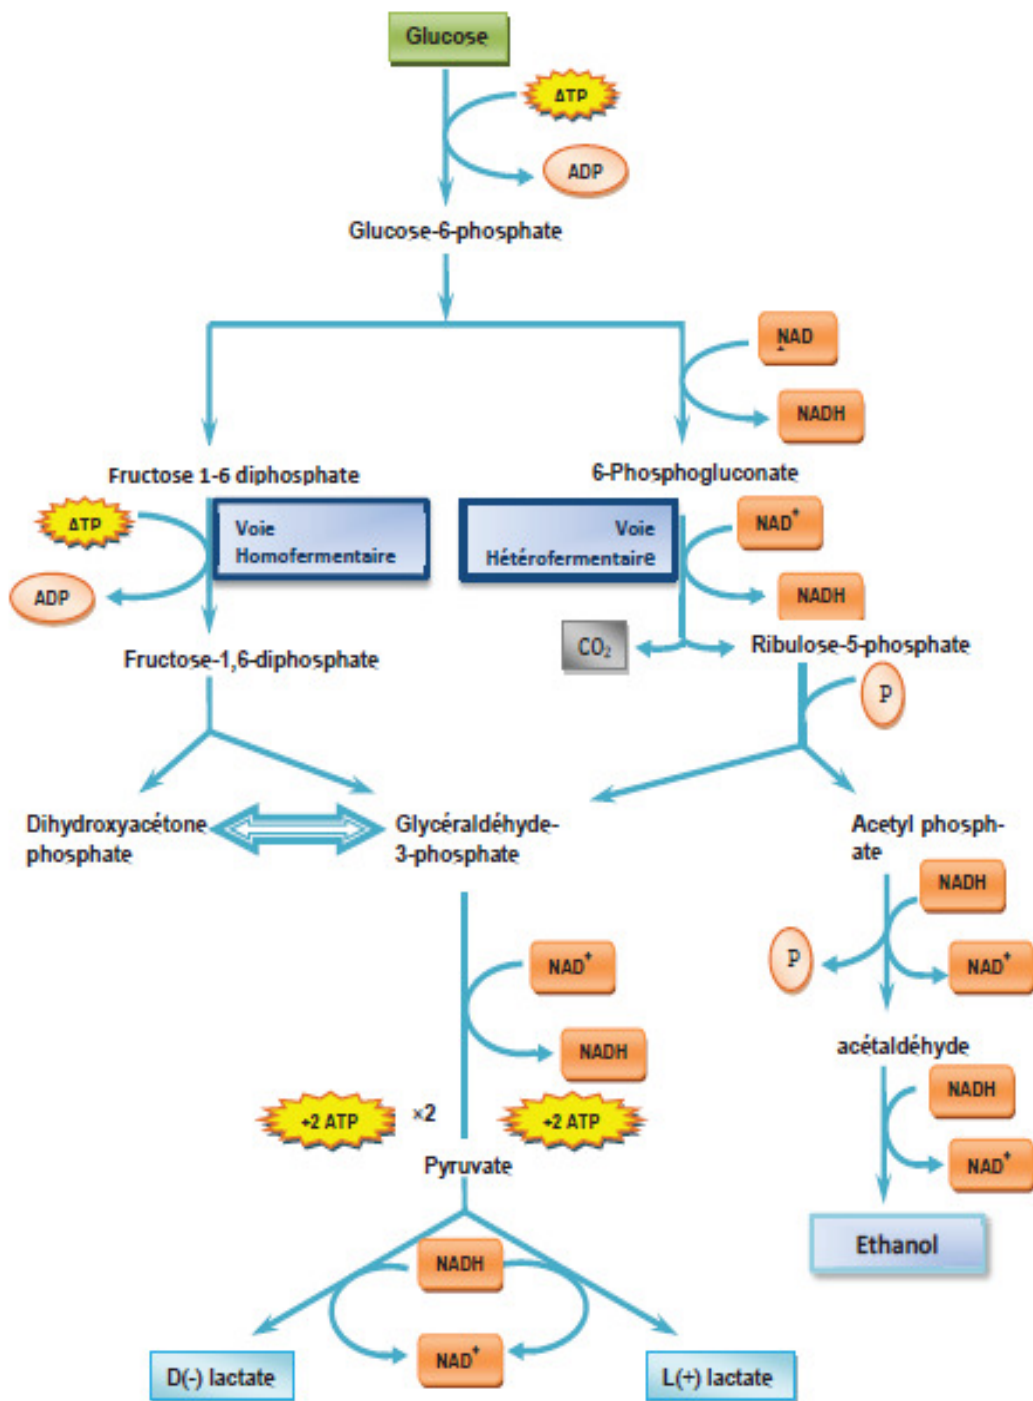 Glucose
ATP
ADP
Glucose-6-phosphate
NAD
NADH
Fructose 1-6 diphosphate
6-Phosphogluconate
ATP
Voie
Homofermentaire
Voie
Hétérofermentaire
NAD+
ADP
NADH
CO₂
Ribulose-5-phosphate
Fructose-1,6-diphosphate
P
Dihydroxyacétone
phosphate
Glycéraldéhyde-
3-phosphate
Acetyl phosph-
ate
NADH
P
NAD+
NAD+
NADH
acétaldéhyde
NADH
+2 ATP
×2
+2 ATP
NAD+
Pyruvate
Ethanol
NADH
NAD+
D(-) lactate
L(+) lactate